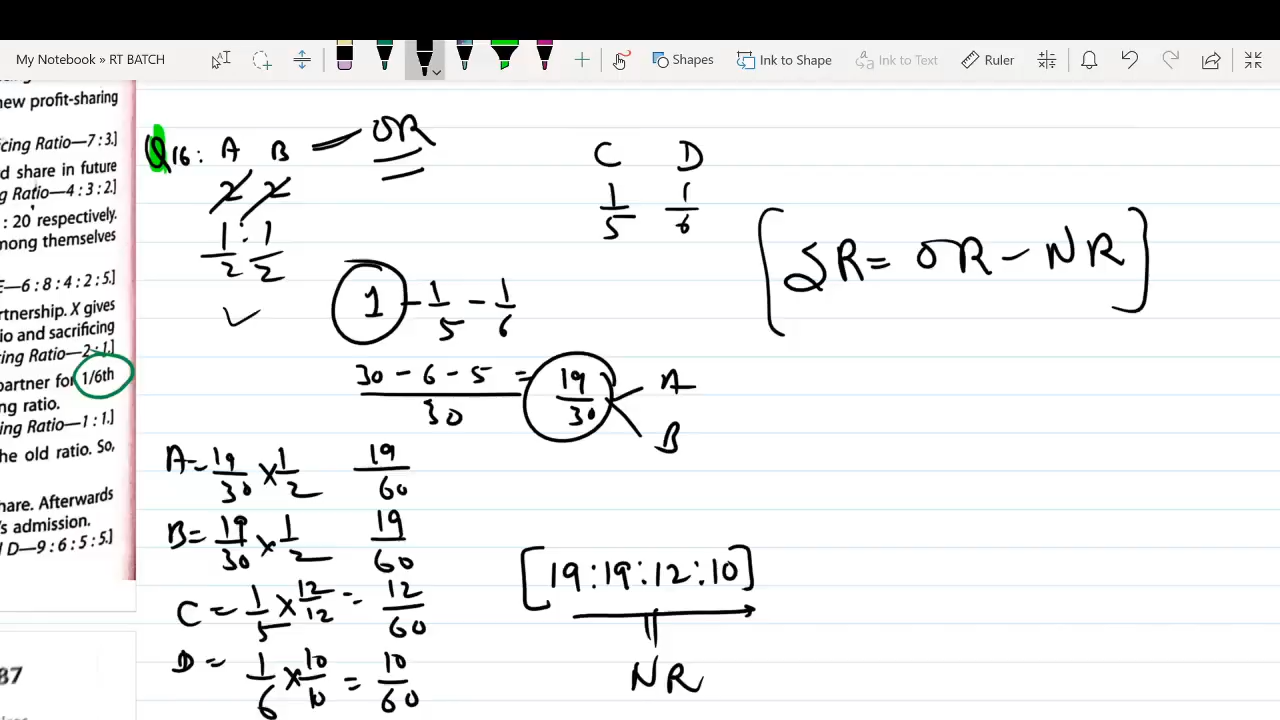 My Notebook » RT BATCH
Shapes
Ink to Shape
Ink to Text
Ruler
new profit-sharing
cing Ratio—7 : 3.]
d share in future
g Ratio—4 : 3 : 2.]
: 20 respectively.
mong themselves
E—6 : 8 : 4 : 2 : 5.]
rtnership. X gives
io and sacrificing
ing Ratio—2 : 1.]
partner for 1/6th
ng ratio.
ing Ratio—1 : 1.]
he old ratio. So,
hare. Afterwards
's admission.
D—9 : 6 : 5 : 5.]
87
Q16: A B = OR
1/2 : 1/2
C D
1/5 1/6
[SR = OR - NR]
1 - 1/5 - 1/6
30 - 6 - 5 / 30 = 19/30 < A B
A = 19/30 × 1/2 19/60
B = 19/30 × 1/2 19/60
C = 1/5 × 12/12 = 12/60
D = 1/6 × 10/10 = 10/60
[19:19:12:10]
NR